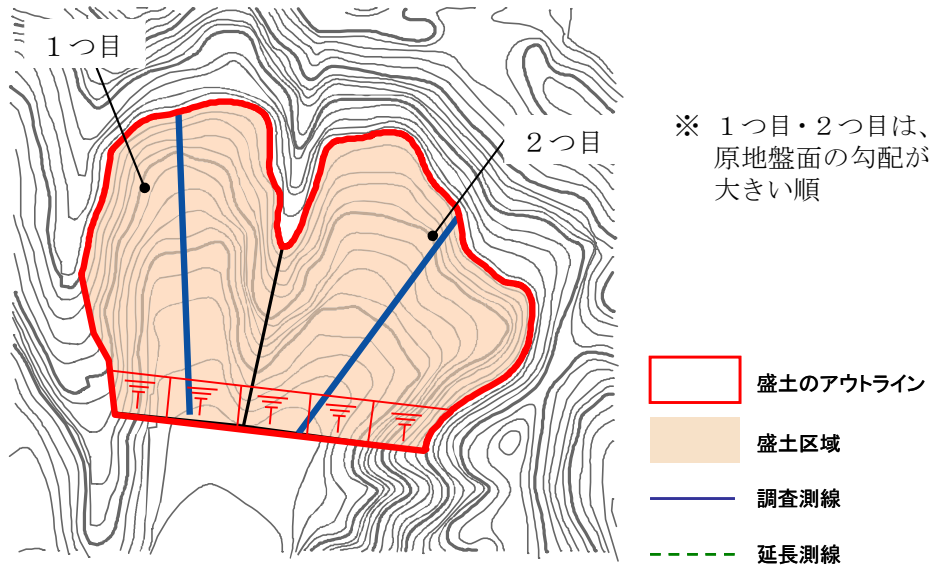 １つ目
２つ目
※ １つ目・２つ目は、
原地盤面の勾配が
大きい順
盛土のアウトライン
盛土区域
調査測線
延長測線